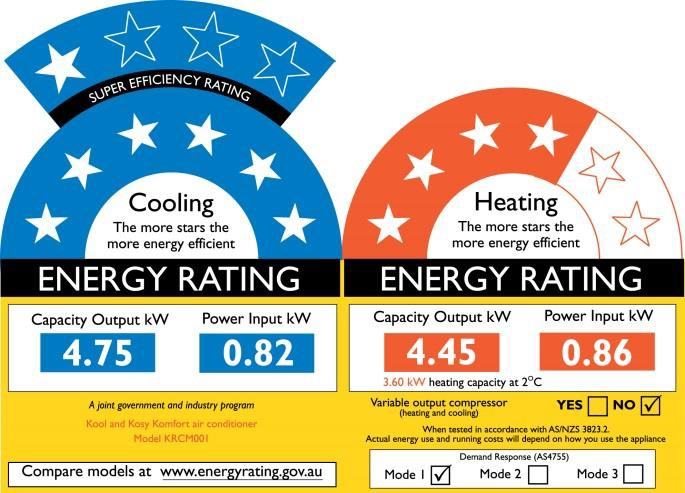 SUPER EFFICIENCY RATING
Cooling
The more stars the
more energy efficient
ENERGY RATING
Capacity Output kW
Power Input kW
4.75
0.82
A joint government and industry program
Kool and Kosy Komfort air conditioner
Model KRCM001
Compare models at www.energyrating.gov.au
Heating
The more stars the
more energy efficient
ENERGY RATING
Capacity Output kW
Power Input kW
4.45
0.86
3.60 kW heating capacity at 2°C
Variable output compressor
(heating and cooling)
YES NO
When tested in accordance with AS/NZS 3823.2.
Actual energy use and running costs will depend on how you use the appliance
Demand Response (AS4755)
Mode 1 Mode 2 Mode 3